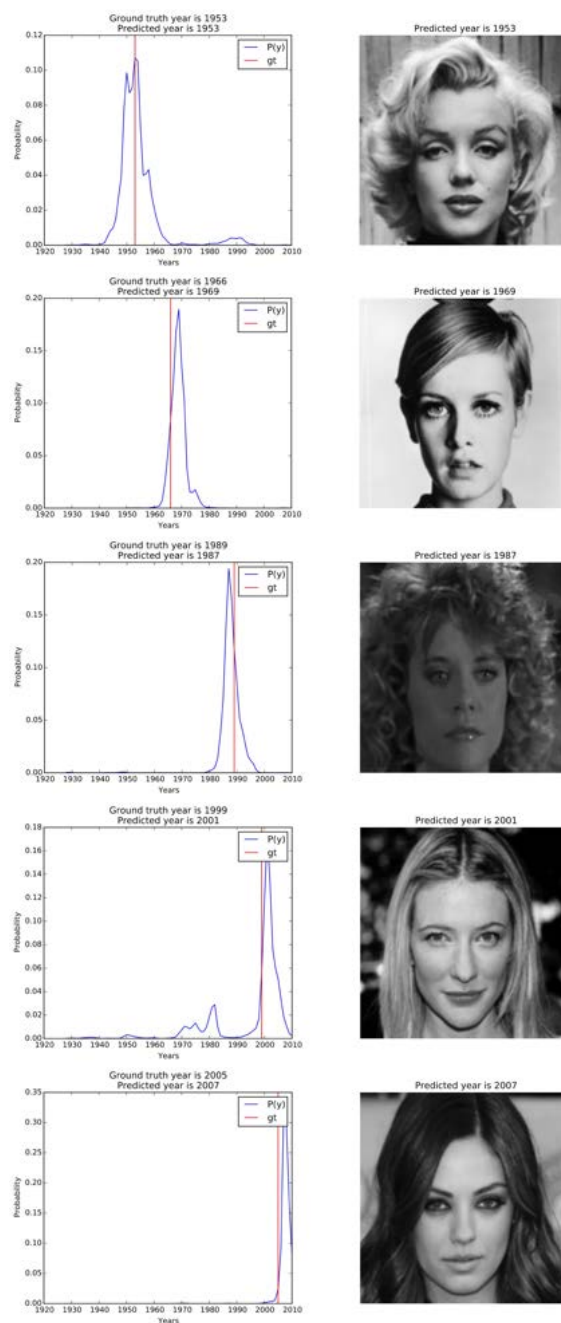 Ground truth year is 1953
Predicted year is 1953
0.12
0.10
0.08
0.06
0.04
0.02
0.00
Probability
P(y)
gt
1920 1930 1940 1950 1960 1970 1980 1990 2000 2010
Years
Predicted year is 1953
Ground truth year is 1966
Predicted year is 1969
0.20
0.15
0.10
0.05
0.00
Probability
P(y)
gt
1920 1930 1940 1950 1960 1970 1980 1990 2000 2010
Years
Predicted year is 1969
Ground truth year is 1989
Predicted year is 1987
0.20
0.15
0.10
0.05
0.00
Probability
P(y)
gt
1920 1930 1940 1950 1960 1970 1980 1990 2000 2010
Years
Predicted year is 1987
Ground truth year is 1999
Predicted year is 2001
0.18
0.16
0.14
0.12
0.10
0.08
0.06
0.04
0.02
0.00
Probability
P(y)
gt
1920 1930 1940 1950 1960 1970 1980 1990 2000 2010
Years
Predicted year is 2001
Ground truth year is 2005
Predicted year is 2007
0.35
0.30
0.25
0.20
0.15
0.10
0.05
0.00
Probability
P(y)
gt
1920 1930 1940 1950 1960 1970 1980 1990 2000 2010
Years
Predicted year is 2007